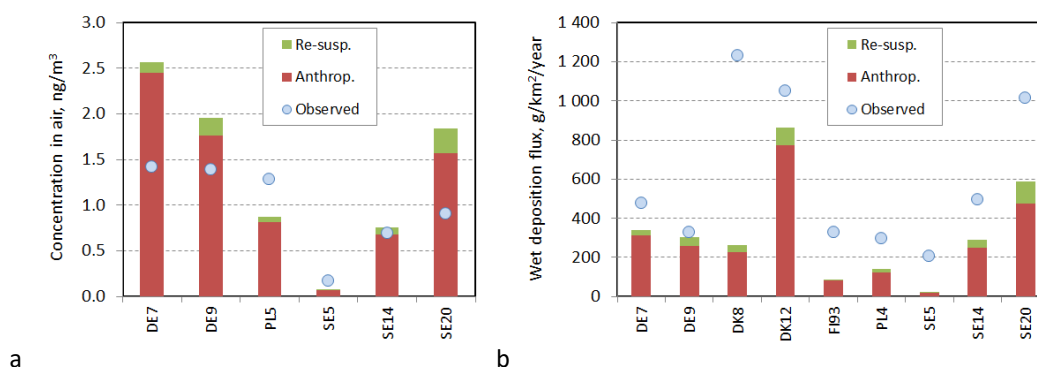 Concentration in air, ng/m³
3.0
2.5
2.0
1.5
1.0
0.5
0.0
Re-susp.
Anthrop.
Observed
DE7
DE9
PL5
SE5
SE14
SE20
a
Wet deposition flux, g/km²/year
1 400
1 200
1 000
800
600
400
200
0
Re-susp.
Anthrop.
Observed
DE7
DE9
DK8
DK12
FI93
PL4
SE5
SE14
SE20
b